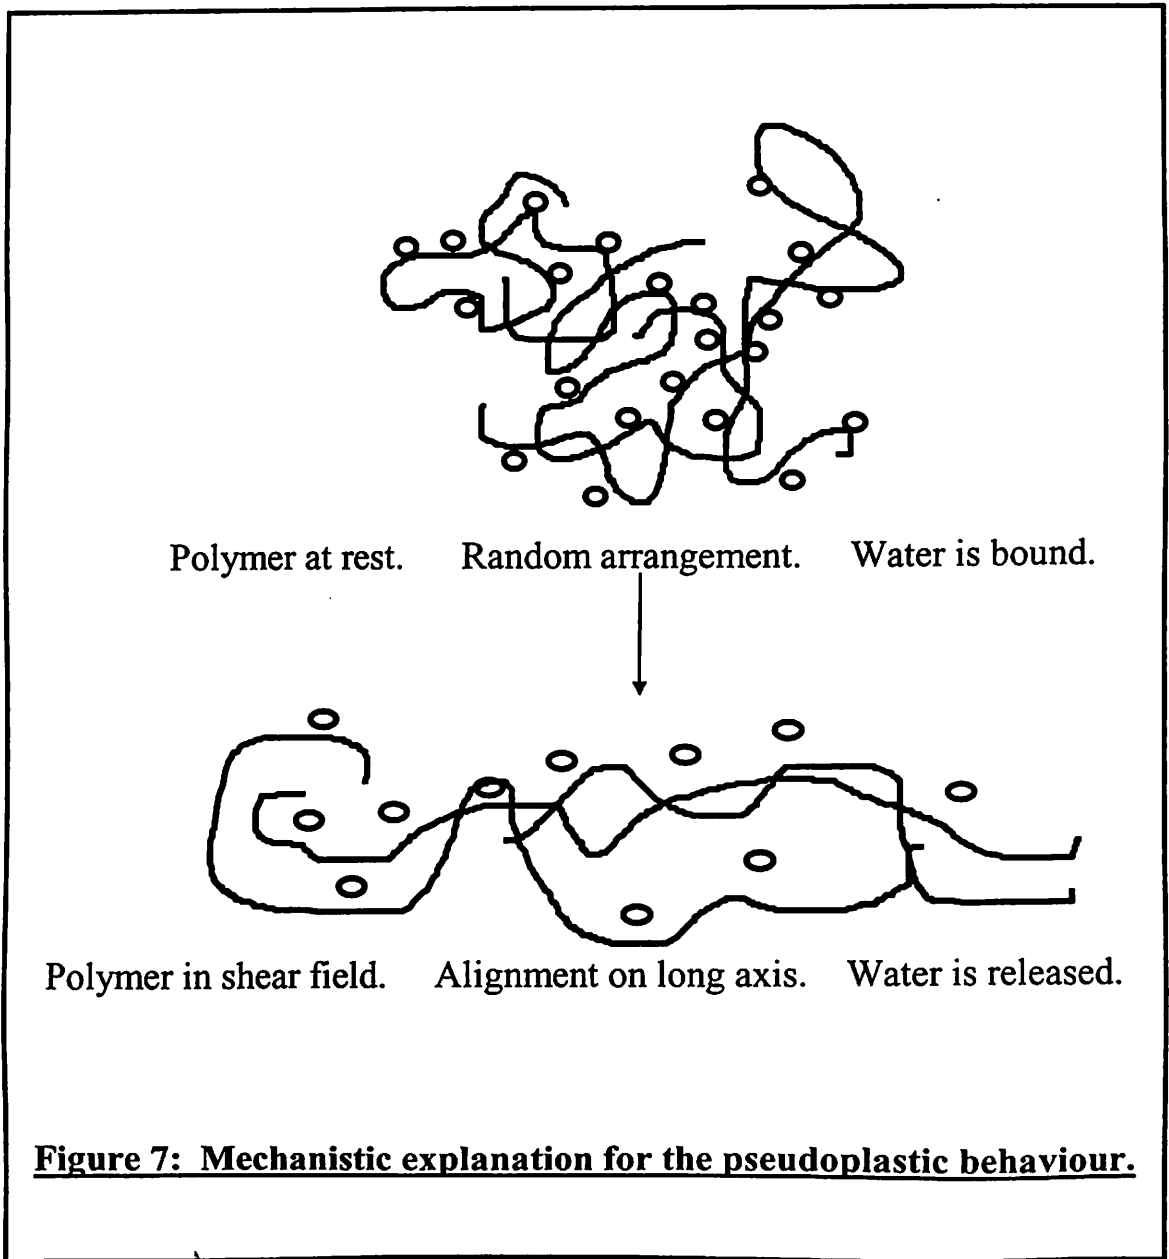 Polymer at rest. Random arrangement. Water is bound.
Polymer in shear field. Alignment on long axis. Water is released.
Figure 7: Mechanistic explanation for the pseudoplastic behaviour.